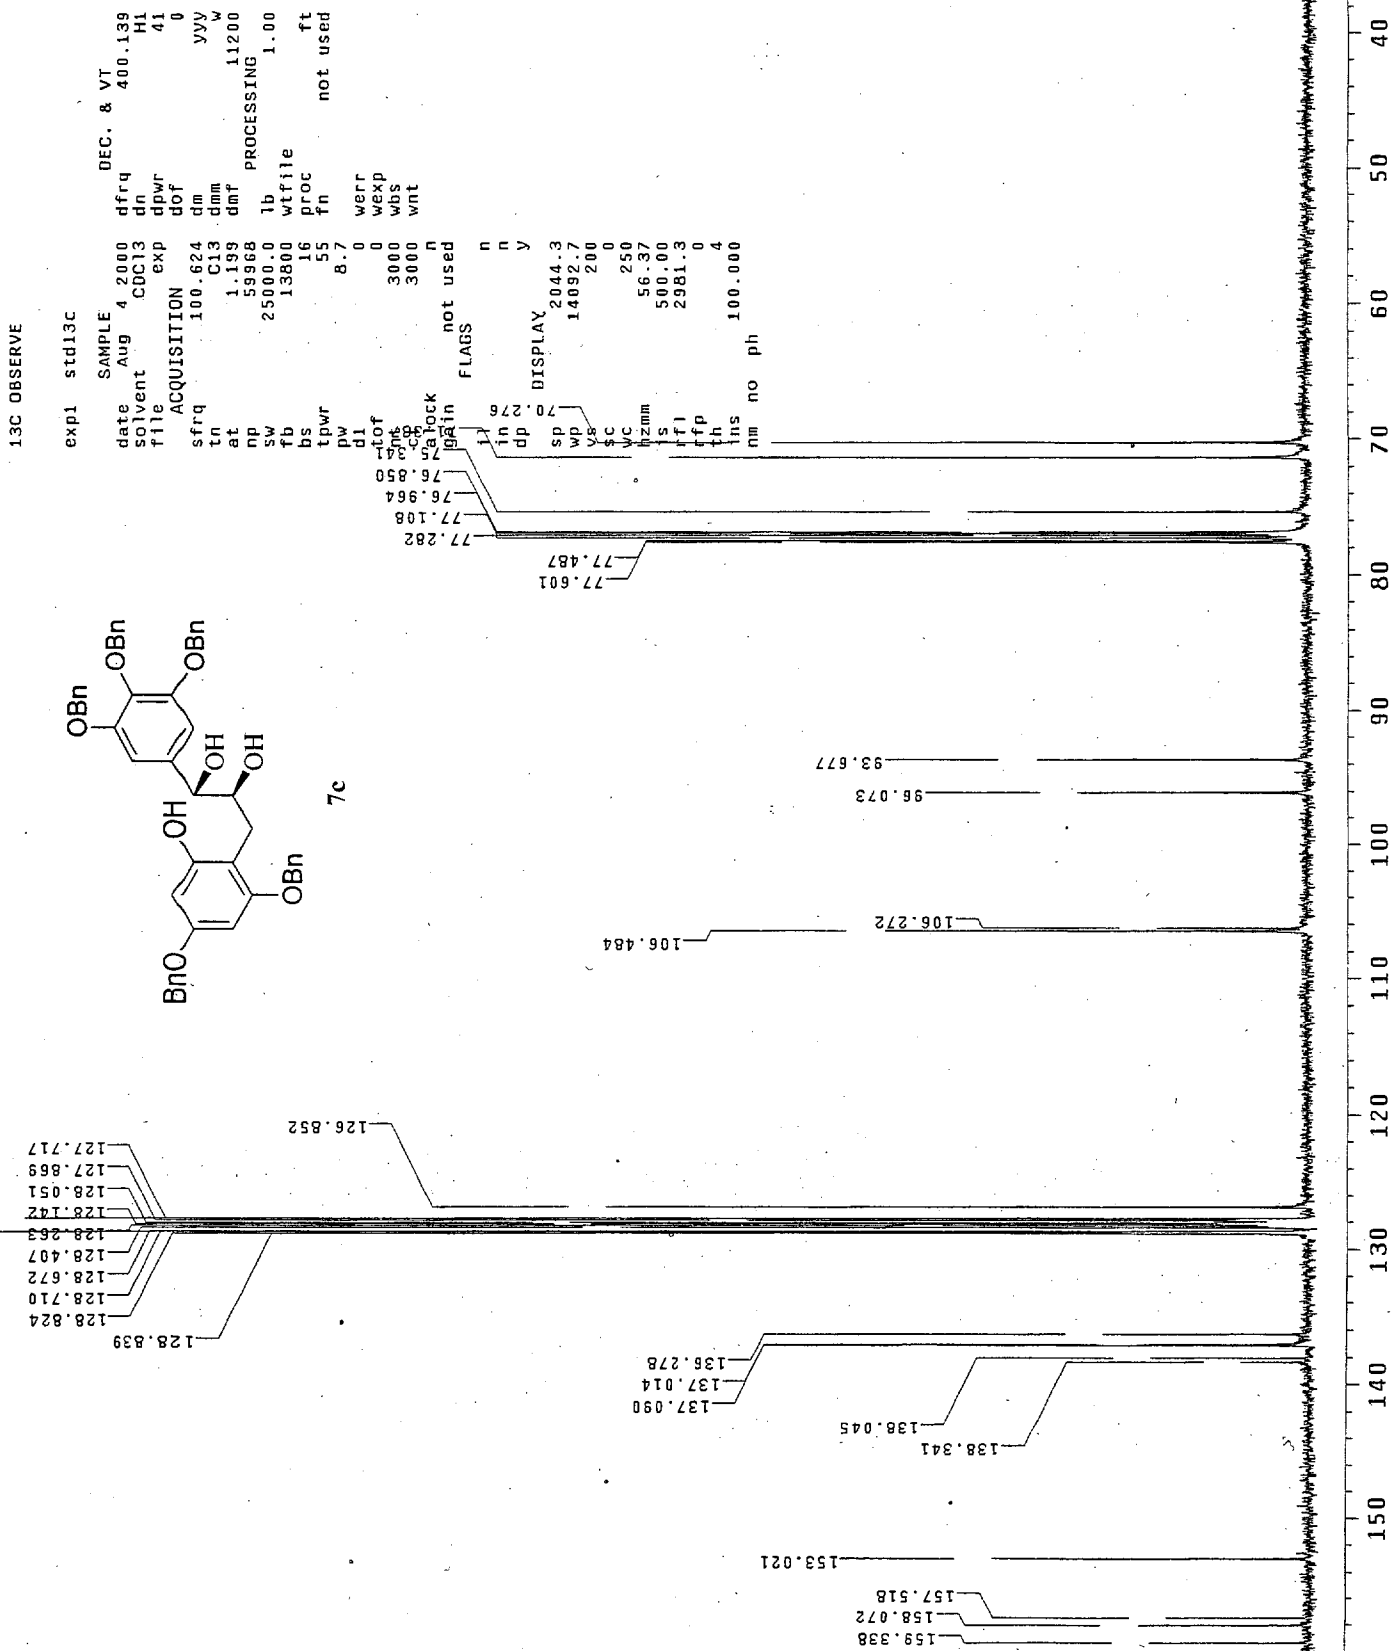 13C OBSERVE
exp1 std13c
SAMPLE
date Aug 4 2000
solvent CDCl3
file exp
ACQUISITION
sfrq 100.624
tn C13
at 1.199
np 59968
sw 25000.0
fb 13800
bs 16
tpwr 55
pw 8.7
d1 0
tof 0
3000
3000
alock n
gain not used
FLAGS
n
in n
dp y
DISPLAY
sp 2044.3
wp 14092.7
vs 200
sc 0
wc 250
hzmm 56.37
is 500.00
rfl 2981.3
rfp 0
th 4
ins 100.000
nm no ph
DEC. & VT
dfrq 400.139
dn H1
dpwr 41
dof 0
dm yyy
dmm w
dmf 11200
PROCESSING
lb 1.00
wtfile
proc ft
fn not used
werr
wexp
wbs
wnt
OBn
OBn
OBn
OH
OH
OH
OBn
BnO
7c
159.338
158.072
157.518
153.021
138.341
138.045
137.090
137.014
136.278
128.839
128.824
128.710
128.672
128.407
128.263
128.142
128.051
127.869
127.717
126.852
106.484
106.272
96.073
93.677
77.601
77.487
77.282
77.108
76.964
76.850
75.341
70.276
150
140
130
120
110
100
90
80
70
60
50
40